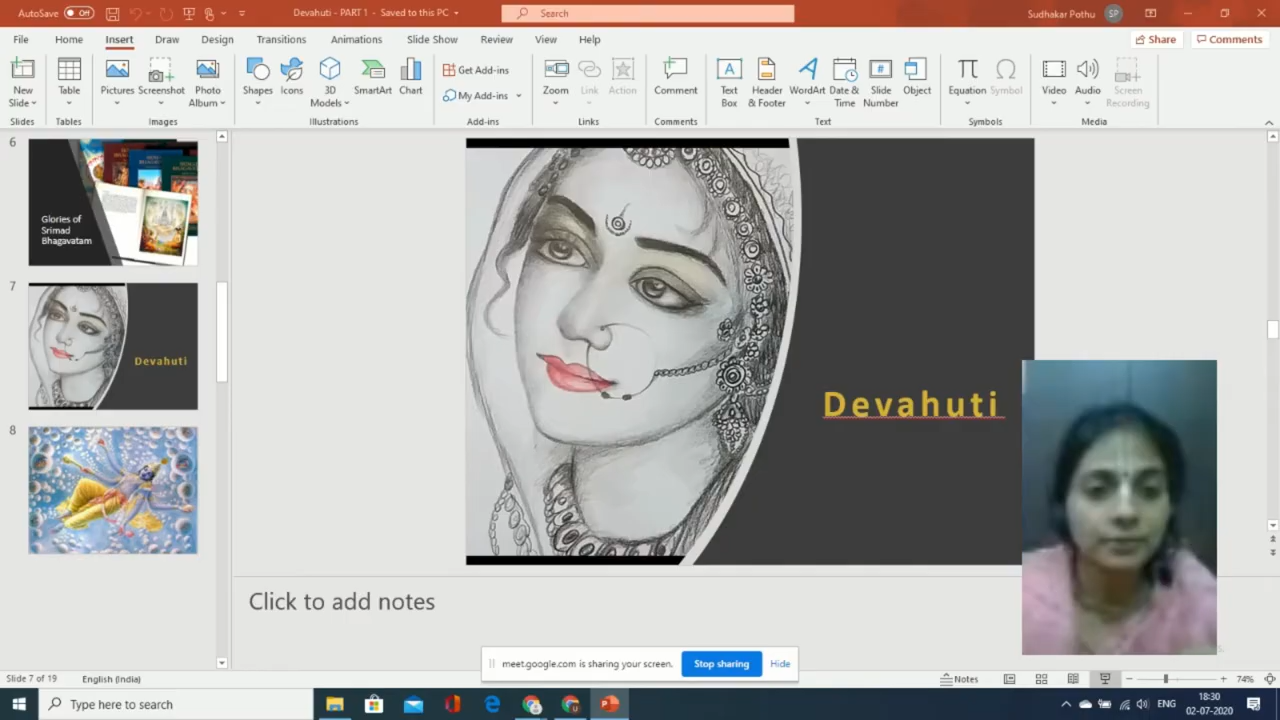 AutoSave Off
Devahuti - PART 1 - Saved to this PC
Search
Sudhakar Pothu SP
File Home Insert Draw Design Transitions Animations Slide Show Review View Help
Share Comments
New Slide
Table
Pictures
Screenshot
Photo Album
Shapes
Icons
3D Models
SmartArt
Chart
Get Add-ins
My Add-ins
Zoom
Link
Action
Comment
Text Box
Header & Footer
WordArt
Date & Time
Slide Number
Object
Equation
Symbol
Video
Audio
Screen Recording
Slides Tables Images Illustrations Add-ins Links Comments Text Symbols Media
6
Glories of
Srimad
Bhagavatam
7
Devahuti
8
Devahuti
Click to add notes
meet.google.com is sharing your screen. Stop sharing Hide
Slide 7 of 19 English (India) Notes 74%
Type here to search
ENG
18:30
02-07-2020